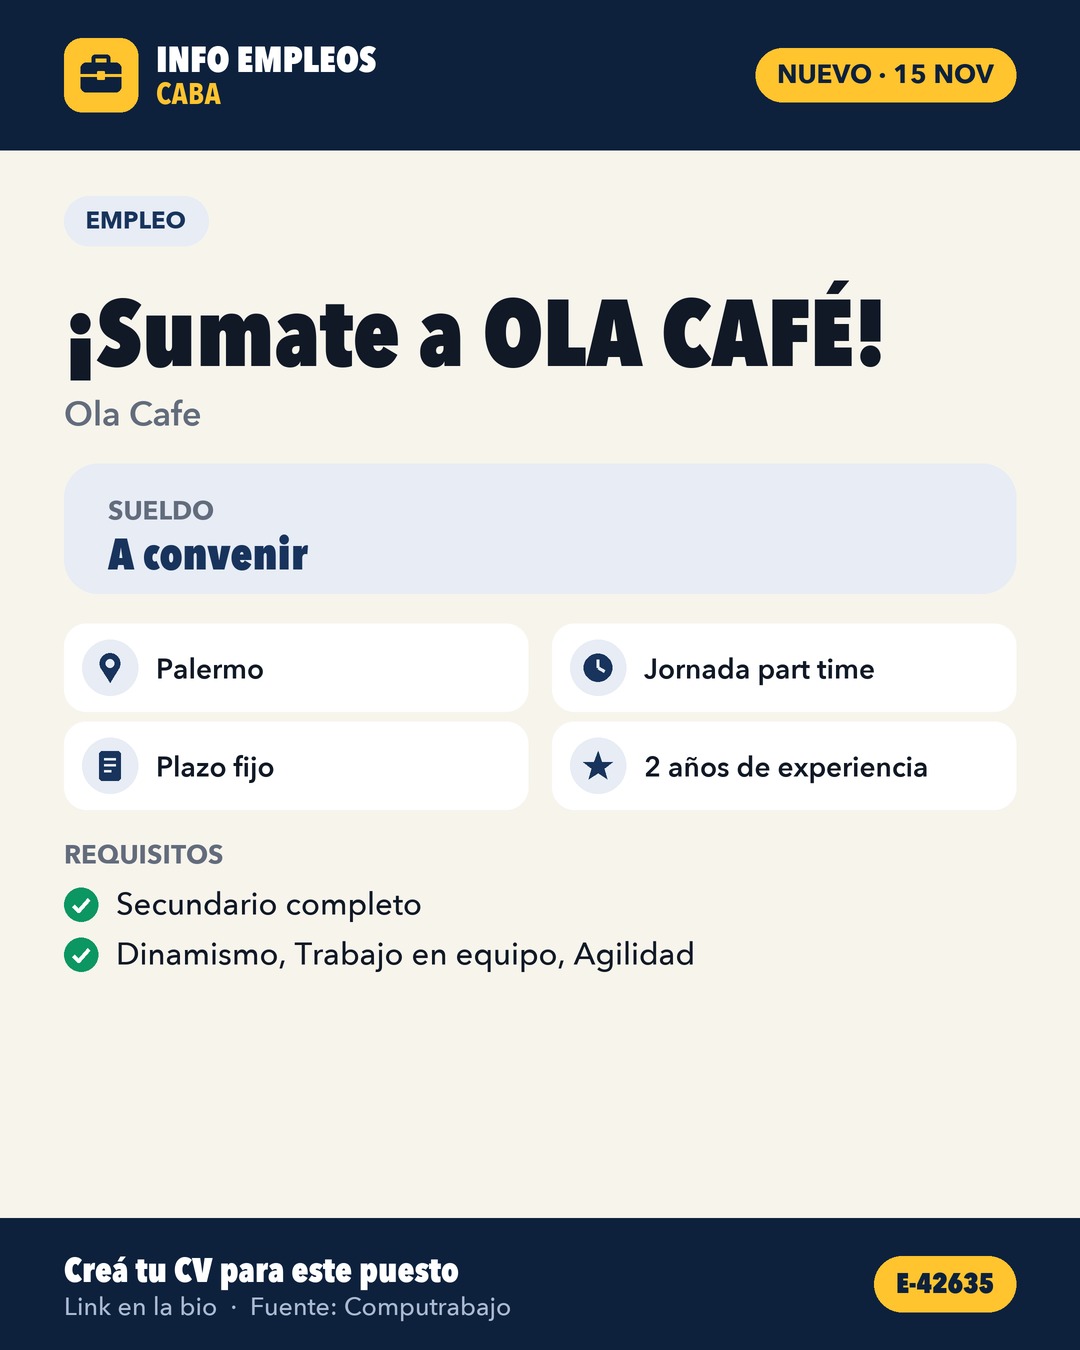 INFO EMPLEOS
CABA
NUEVO · 15 NOV
EMPLEO
¡Sumate a OLA CAFÉ!
Ola Cafe
SUELDO
A convenir
Palermo
Jornada part time
Plazo fijo
2 años de experiencia
REQUISITOS
Secundario completo
Dinamismo, Trabajo en equipo, Agilidad
Creá tu CV para este puesto
Link en la bio · Fuente: Computrabajo
E-42635